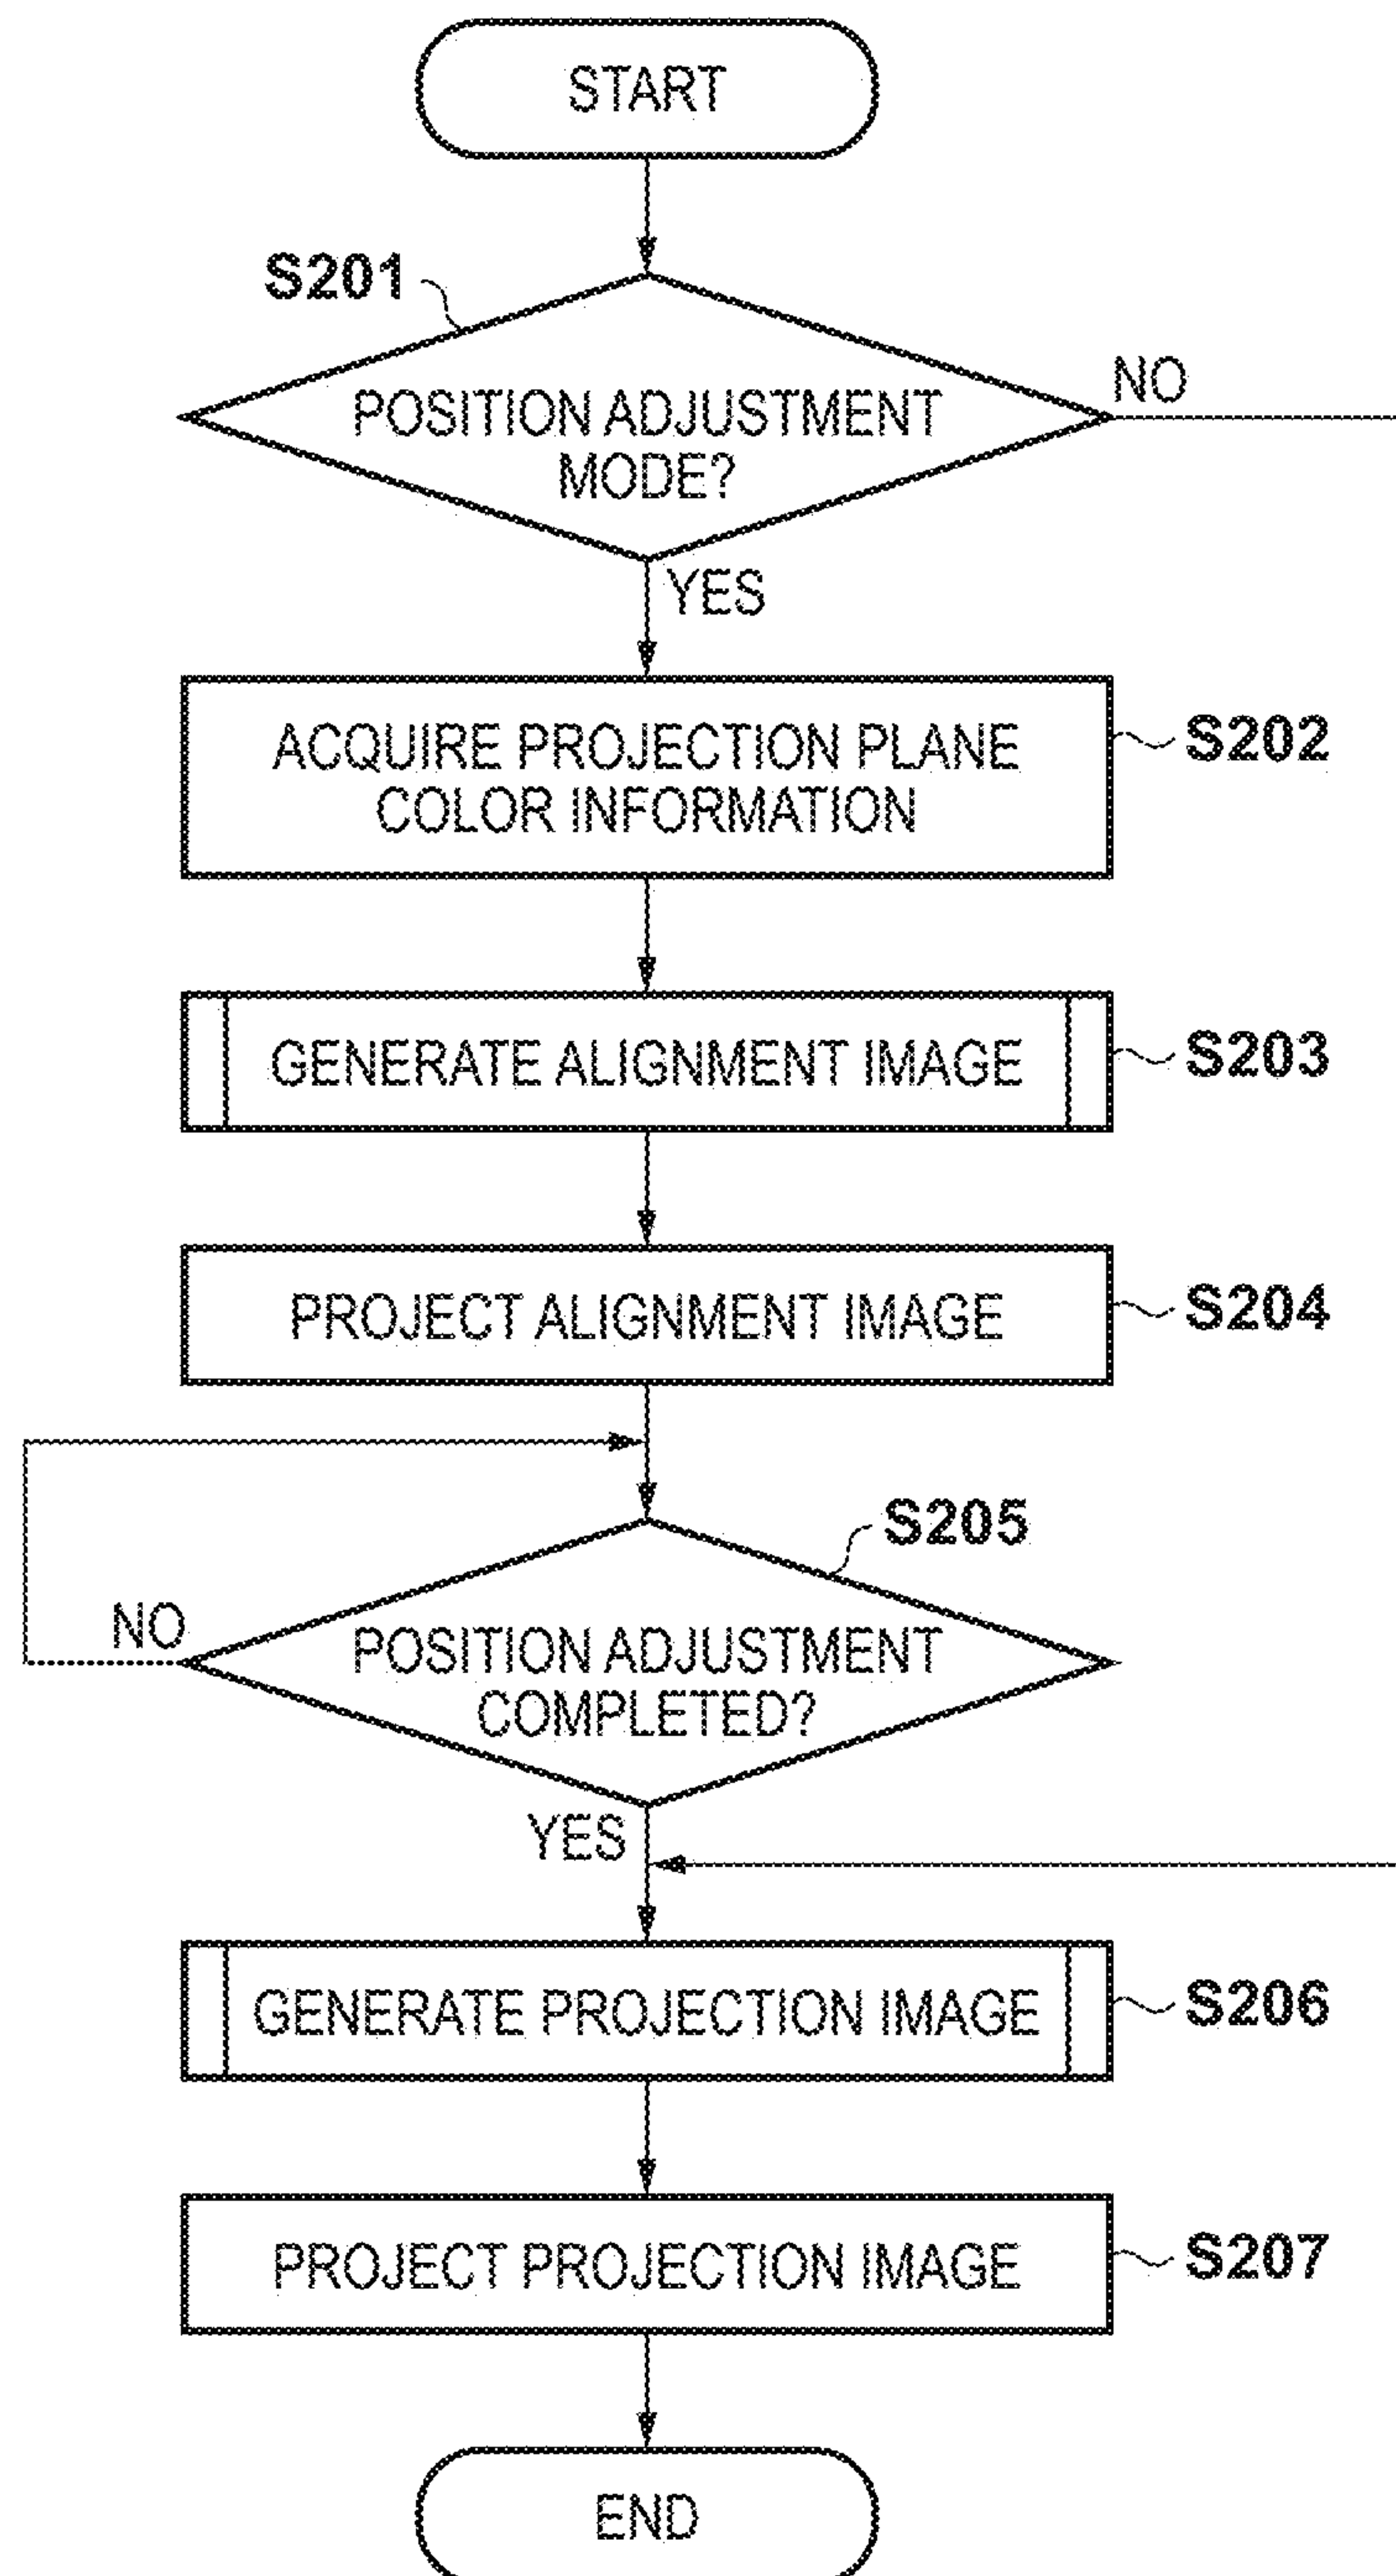 START
S201
POSITION ADJUSTMENT
MODE?
NO
YES
ACQUIRE PROJECTION PLANE
COLOR INFORMATION
S202
GENERATE ALIGNMENT IMAGE
S203
PROJECT ALIGNMENT IMAGE
S204
S205
NO
POSITION ADJUSTMENT
COMPLETED?
YES
GENERATE PROJECTION IMAGE
S206
PROJECT PROJECTION IMAGE
S207
END